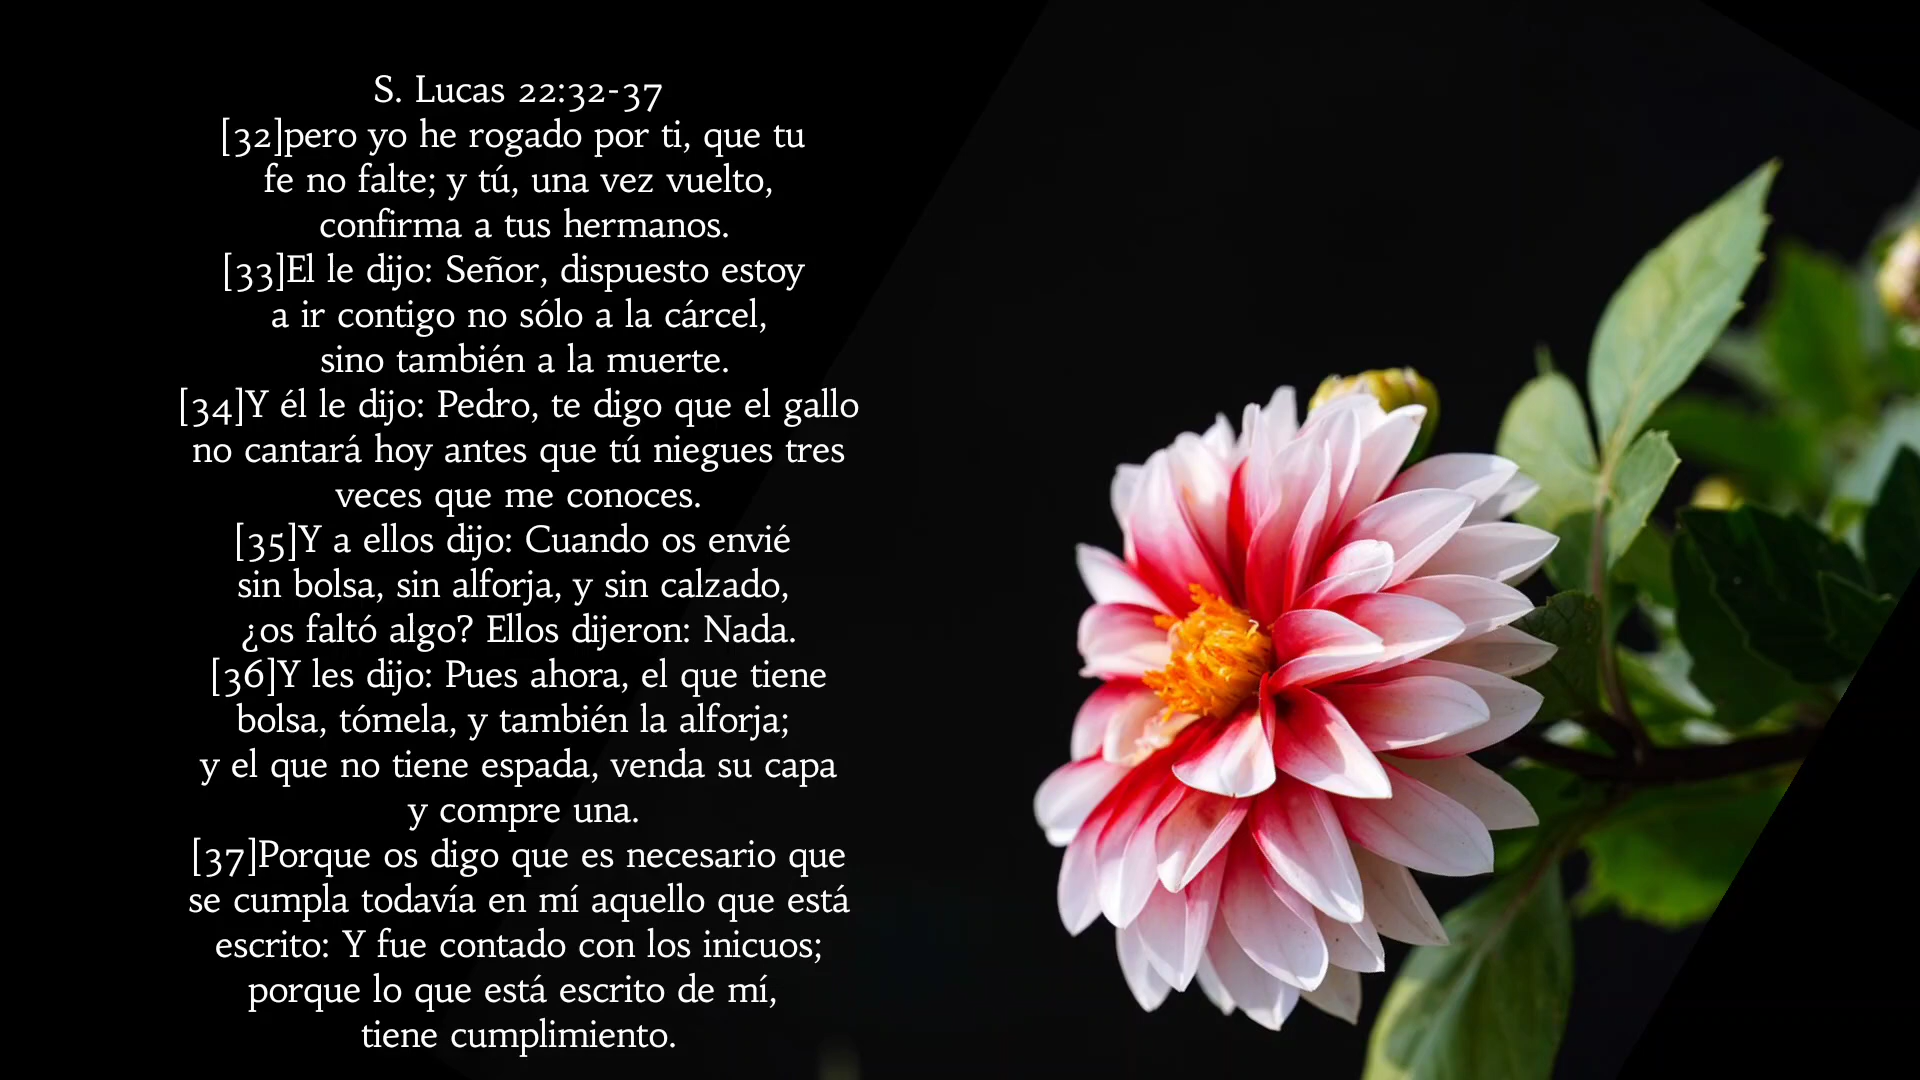 S. Lucas 22:32-37
[32]pero yo he rogado por ti, que tu
fe no falte; y tú, una vez vuelto,
confirma a tus hermanos.
[33]El le dijo: Señor, dispuesto estoy
a ir contigo no sólo a la cárcel,
sino también a la muerte.
[34]Y él le dijo: Pedro, te digo que el gallo
no cantará hoy antes que tú niegues tres
veces que me conoces.
[35]Y a ellos dijo: Cuando os envié
sin bolsa, sin alforja, y sin calzado,
¿os faltó algo? Ellos dijeron: Nada.
[36]Y les dijo: Pues ahora, el que tiene
bolsa, tómela, y también la alforja;
y el que no tiene espada, venda su capa
y compre una.
[37]Porque os digo que es necesario que
se cumpla todavía en mí aquello que está
escrito: Y fue contado con los inicuos;
porque lo que está escrito de mí,
tiene cumplimiento.